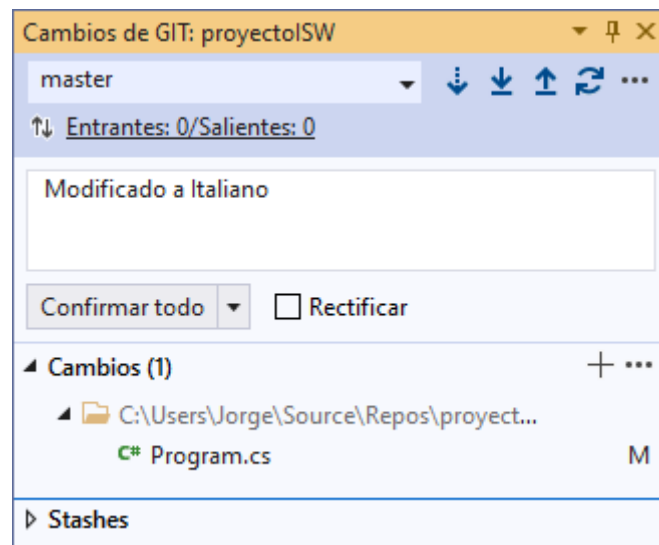 Cambios de GIT: proyectoISW
master
Entrantes: 0/Salientes: 0
Modificado a Italiano
Confirmar todo
Rectificar
Cambios (1)
C:\Users\Jorge\Source\Repos\proyect...
C# Program.cs M
Stashes